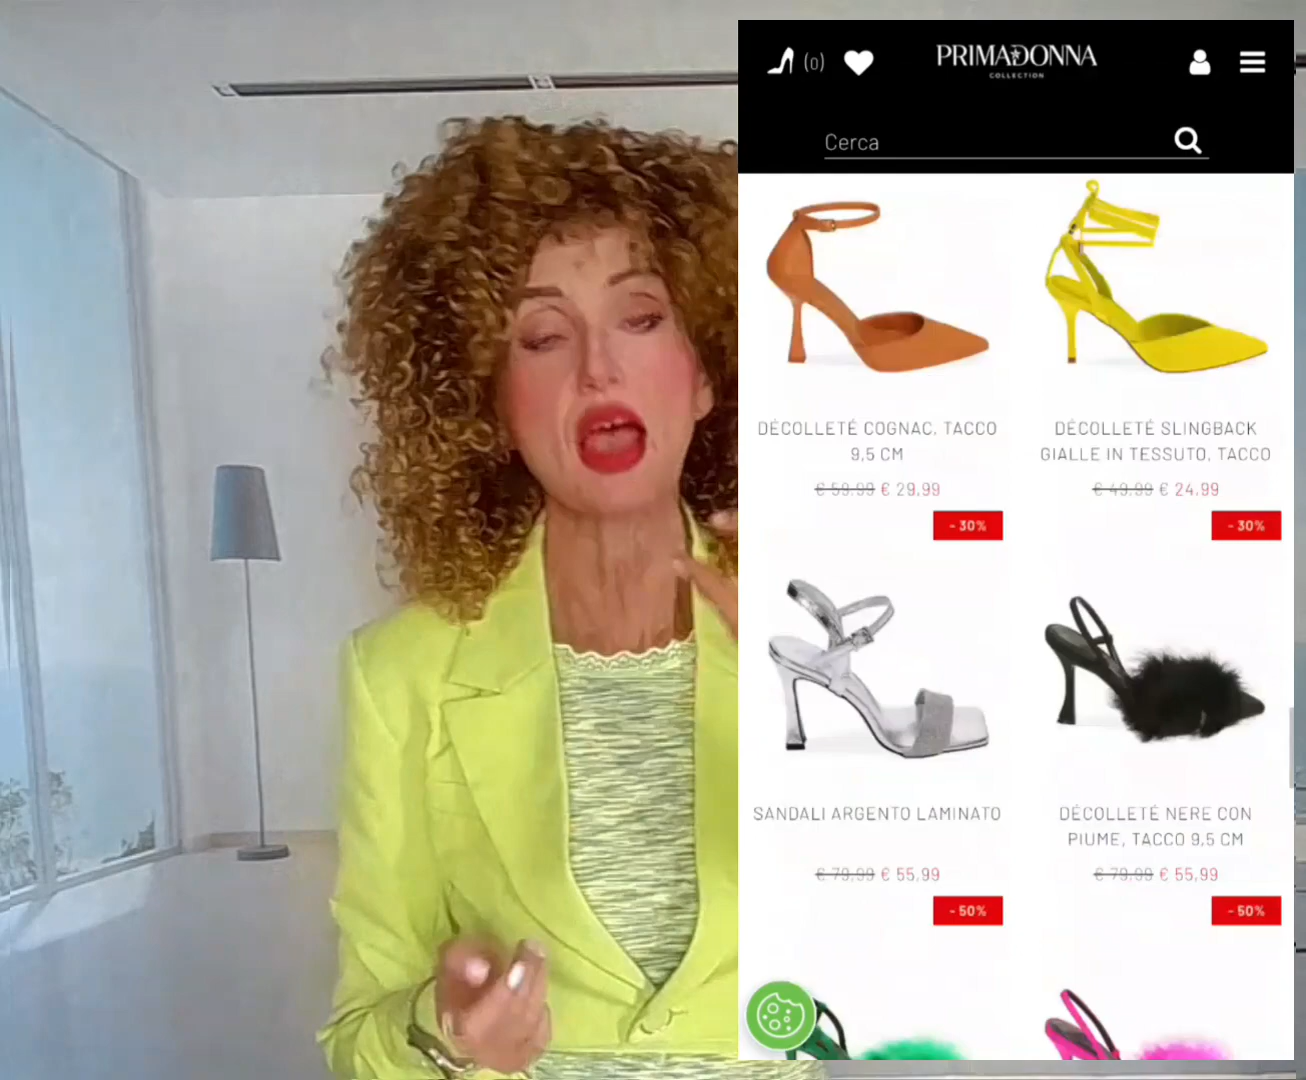 (0)
PRIMADONNA
COLLECTION
Cerca
DÉCOLLETÉ COGNAC, TACCO
9,5 CM
€ 59.99 € 29.99
DÉCOLLETÉ SLINGBACK
GIALLE IN TESSUTO, TACCO
€ 49.99 € 24.99
- 30%
- 30%
SANDALI ARGENTO LAMINATO
€ 79,99 € 55,99
DÉCOLLETÉ NERE CON
PIUME, TACCO 9,5 CM
€ 79.99 € 55,99
- 50%
- 50%